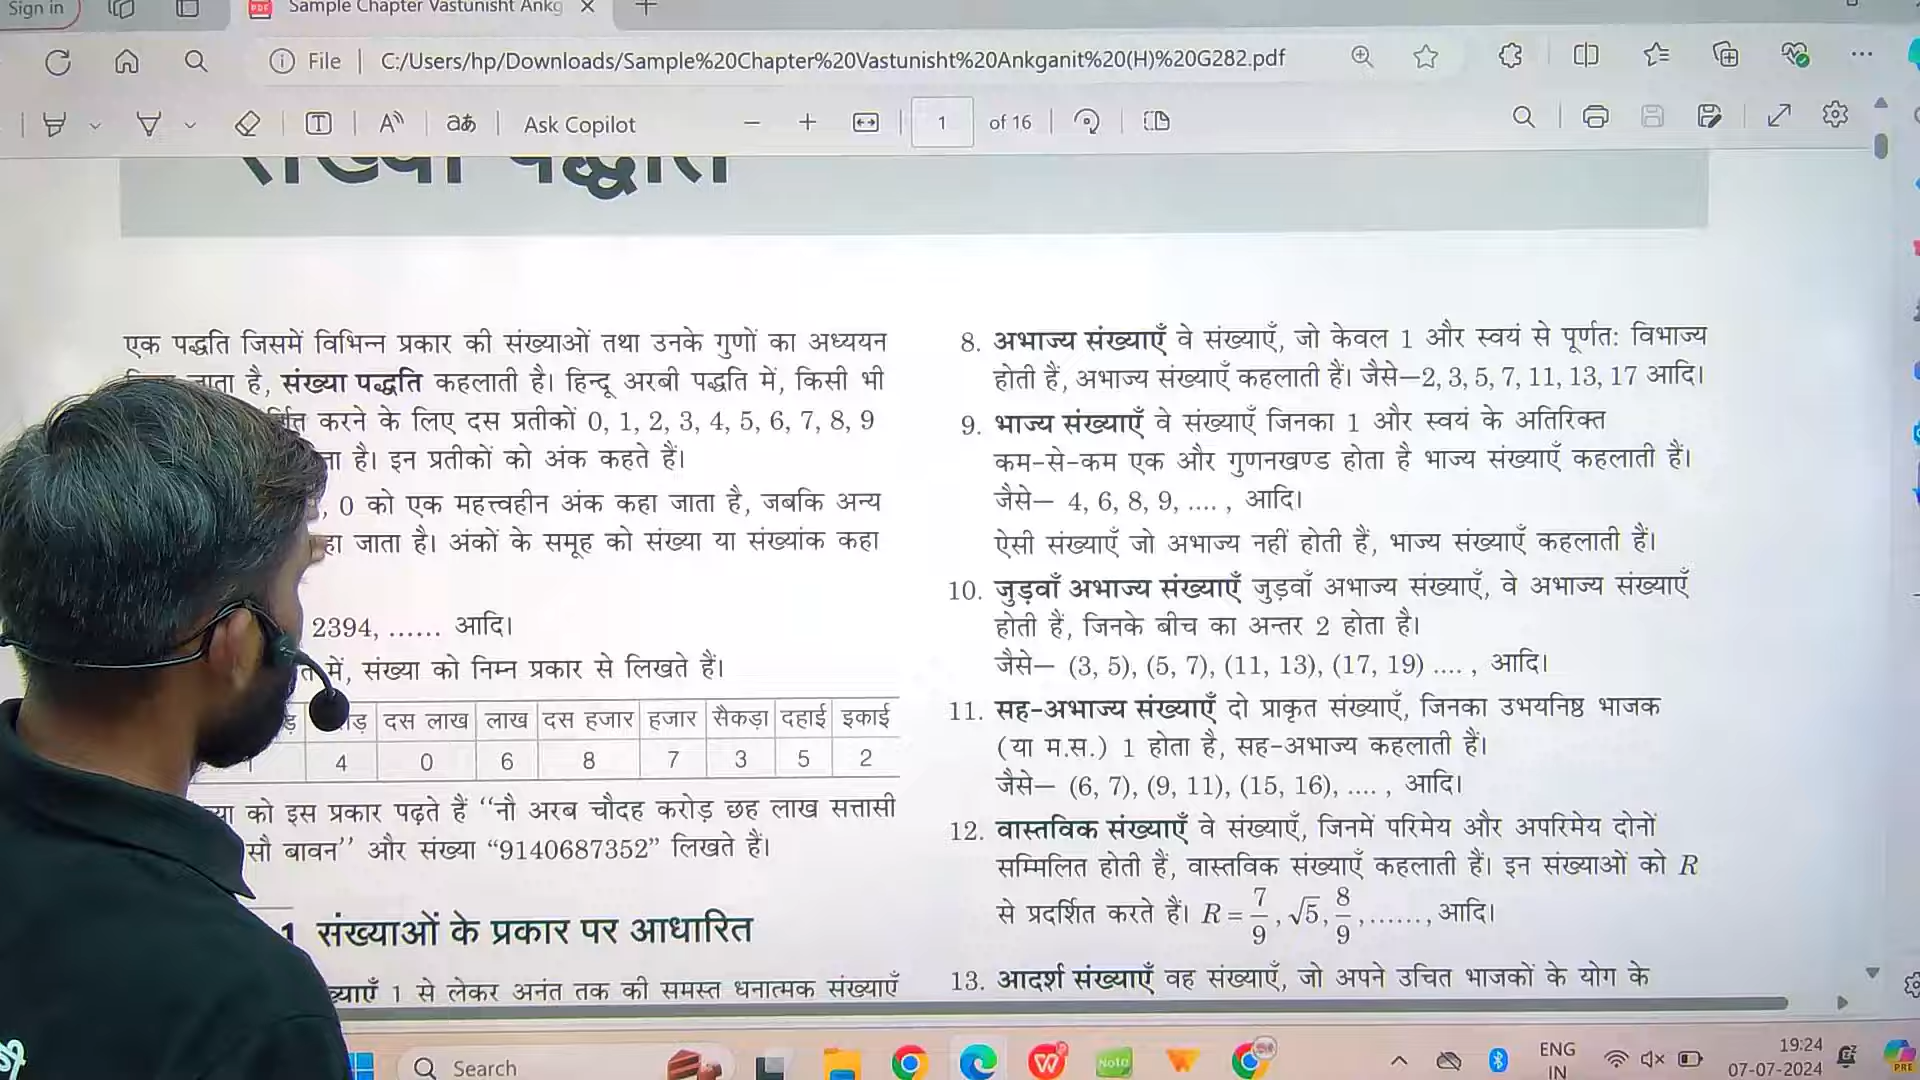 Sign in
Sample Chapter Vastunisht Ankg
File
C:/Users/hp/Downloads/Sample%20Chapter%20Vastunisht%20Ankganit%20(H)%20G282.pdf
Ask Copilot
1 of 16
संख्या पद्धति
एक पद्धति जिसमें विभिन्न प्रकार की संख्याओं तथा उनके गुणों का अध्ययन
जाता है, संख्या पद्धति कहलाती है। हिन्दू अरबी पद्धति में, किसी भी
करने के लिए दस प्रतीकों 0, 1, 2, 3, 4, 5, 6, 7, 8, 9
है। इन प्रतीकों को अंक कहते हैं।
, 0 को एक महत्त्वहीन अंक कहा जाता है, जबकि अन्य
जाता है। अंकों के समूह को संख्या या संख्यांक कहा
2394, ...... आदि।
में, संख्या को निम्न प्रकार से लिखते हैं।
दस लाख लाख दस हजार हजार सैकड़ा दहाई इकाई
4 0 6 8 7 3 5 2
को इस प्रकार पढ़ते हैं “नौ अरब चौदह करोड़ छह लाख सत्तासी
सौ बावन” और संख्या “9140687352” लिखते हैं।
1 संख्याओं के प्रकार पर आधारित
1 से लेकर अनंत तक की समस्त धनात्मक संख्याएँ
8. अभाज्य संख्याएँ वे संख्याएँ, जो केवल 1 और स्वयं से पूर्णत: विभाज्य
होती हैं, अभाज्य संख्याएँ कहलाती हैं। जैसे—2, 3, 5, 7, 11, 13, 17 आदि।
9. भाज्य संख्याएँ वे संख्याएँ जिनका 1 और स्वयं के अतिरिक्त
कम-से-कम एक और गुणनखण्ड होता है भाज्य संख्याएँ कहलाती हैं।
जैसे— 4, 6, 8, 9, .... , आदि।
ऐसी संख्याएँ जो अभाज्य नहीं होती हैं, भाज्य संख्याएँ कहलाती हैं।
10. जुड़वाँ अभाज्य संख्याएँ जुड़वाँ अभाज्य संख्याएँ, वे अभाज्य संख्याएँ
होती हैं, जिनके बीच का अन्तर 2 होता है।
जैसे— (3, 5), (5, 7), (11, 13), (17, 19) .... , आदि।
11. सह-अभाज्य संख्याएँ दो प्राकृत संख्याएँ, जिनका उभयनिष्ठ भाजक
(या म.स.) 1 होता है, सह-अभाज्य कहलाती हैं।
जैसे— (6, 7), (9, 11), (15, 16), .... , आदि।
12. वास्तविक संख्याएँ वे संख्याएँ, जिनमें परिमेय और अपरिमेय दोनों
सम्मिलित होती हैं, वास्तविक संख्याएँ कहलाती हैं। इन संख्याओं को R
से प्रदर्शित करते हैं। R = 7/9, √5, 8/9, ......, आदि।
13. आदर्श संख्याएँ वह संख्याएँ, जो अपने उचित भाजकों के योग के
Search
Note
ENG
IN
19:24
07-07-2024
PRE